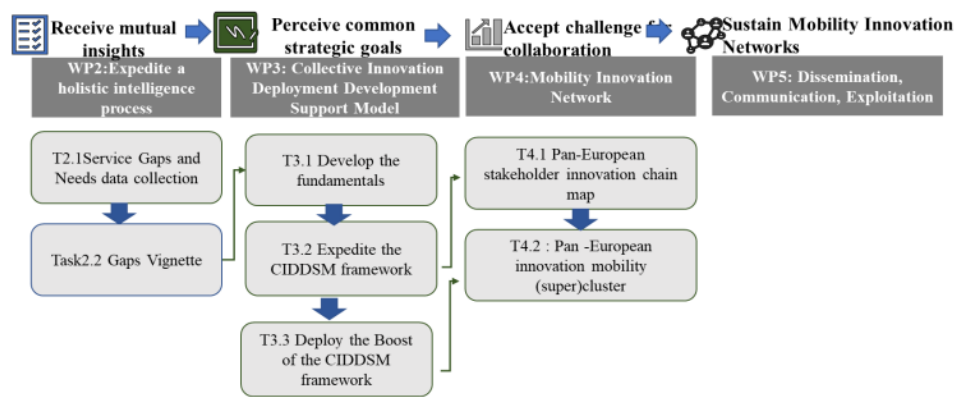 Receive mutual
insights
Perceive common
strategic goals
Accept challenge for
collaboration
Sustain Mobility Innovation
Networks
WP2:Expedite a
holistic intelligence
process
WP3: Collective Innovation
Deployment Development
Support Model
WP4:Mobility Innovation
Network
WP5: Dissemination,
Communication, Exploitation
T2.1Service Gaps and
Needs data collection
Task2.2 Gaps Vignette
T3.1 Develop the
fundamentals
T3.2 Expedite the
CIDDSM framework
T3.3 Deploy the Boost
of the CIDDSM
framework
T4.1 Pan-European
stakeholder innovation chain
map
T4.2 : Pan -European
innovation mobility
(super)cluster